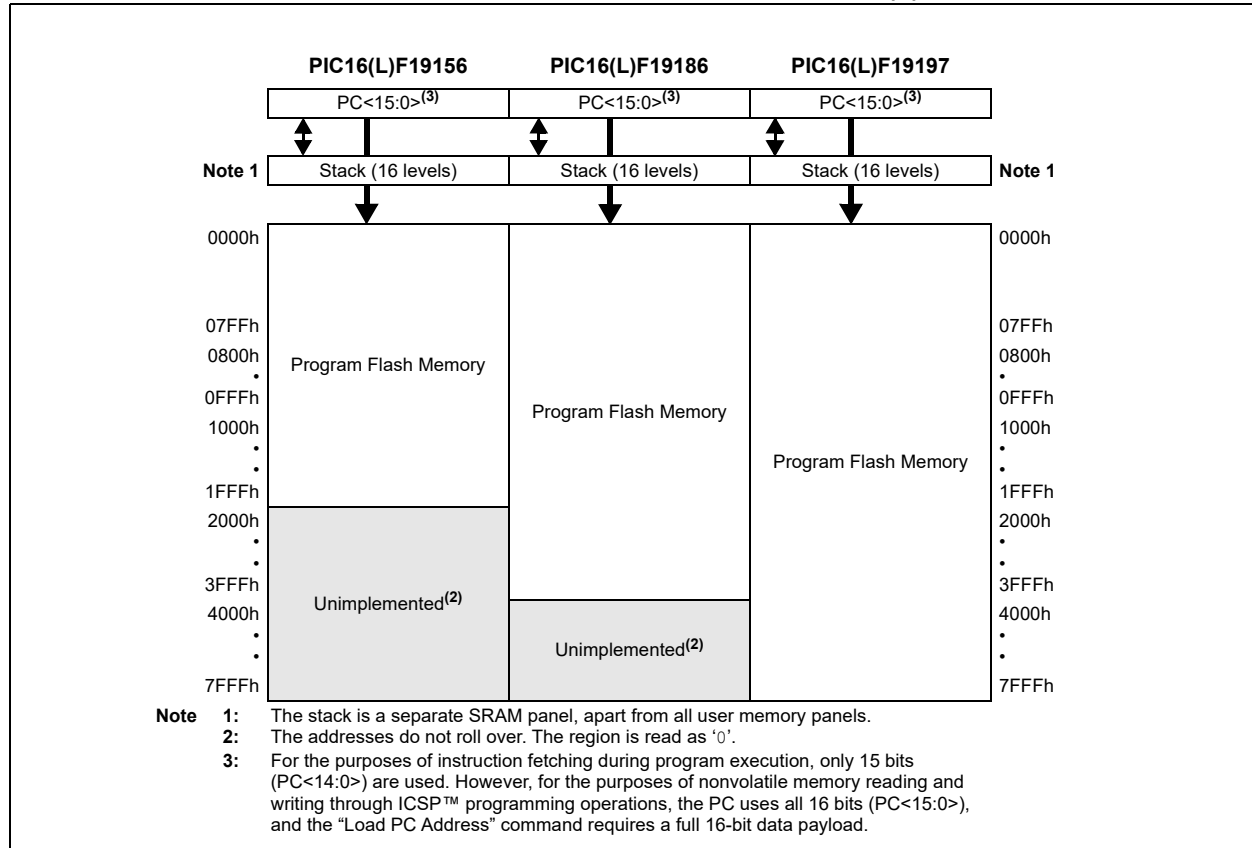 PIC16(L)F19156 PIC16(L)F19186 PIC16(L)F19197
PC<15:0>(3) PC<15:0>(3) PC<15:0>(3)
Note 1 Stack (16 levels) Stack (16 levels) Stack (16 levels) Note 1
0000h 0000h
07FFh 07FFh
0800h 0800h
Program Flash Memory
• •
0FFFh 0FFFh
Program Flash Memory
1000h 1000h
• •
Program Flash Memory
• •
1FFFh 1FFFh
2000h 2000h
• •
• •
3FFFh 3FFFh
Unimplemented(2)
4000h 4000h
• •
Unimplemented(2)
• •
7FFFh 7FFFh
Note 1: The stack is a separate SRAM panel, apart from all user memory panels.
2: The addresses do not roll over. The region is read as ‘0’.
3: For the purposes of instruction fetching during program execution, only 15 bits
(PC<14:0>) are used. However, for the purposes of nonvolatile memory reading and
writing through ICSP™ programming operations, the PC uses all 16 bits (PC<15:0>),
and the “Load PC Address” command requires a full 16-bit data payload.